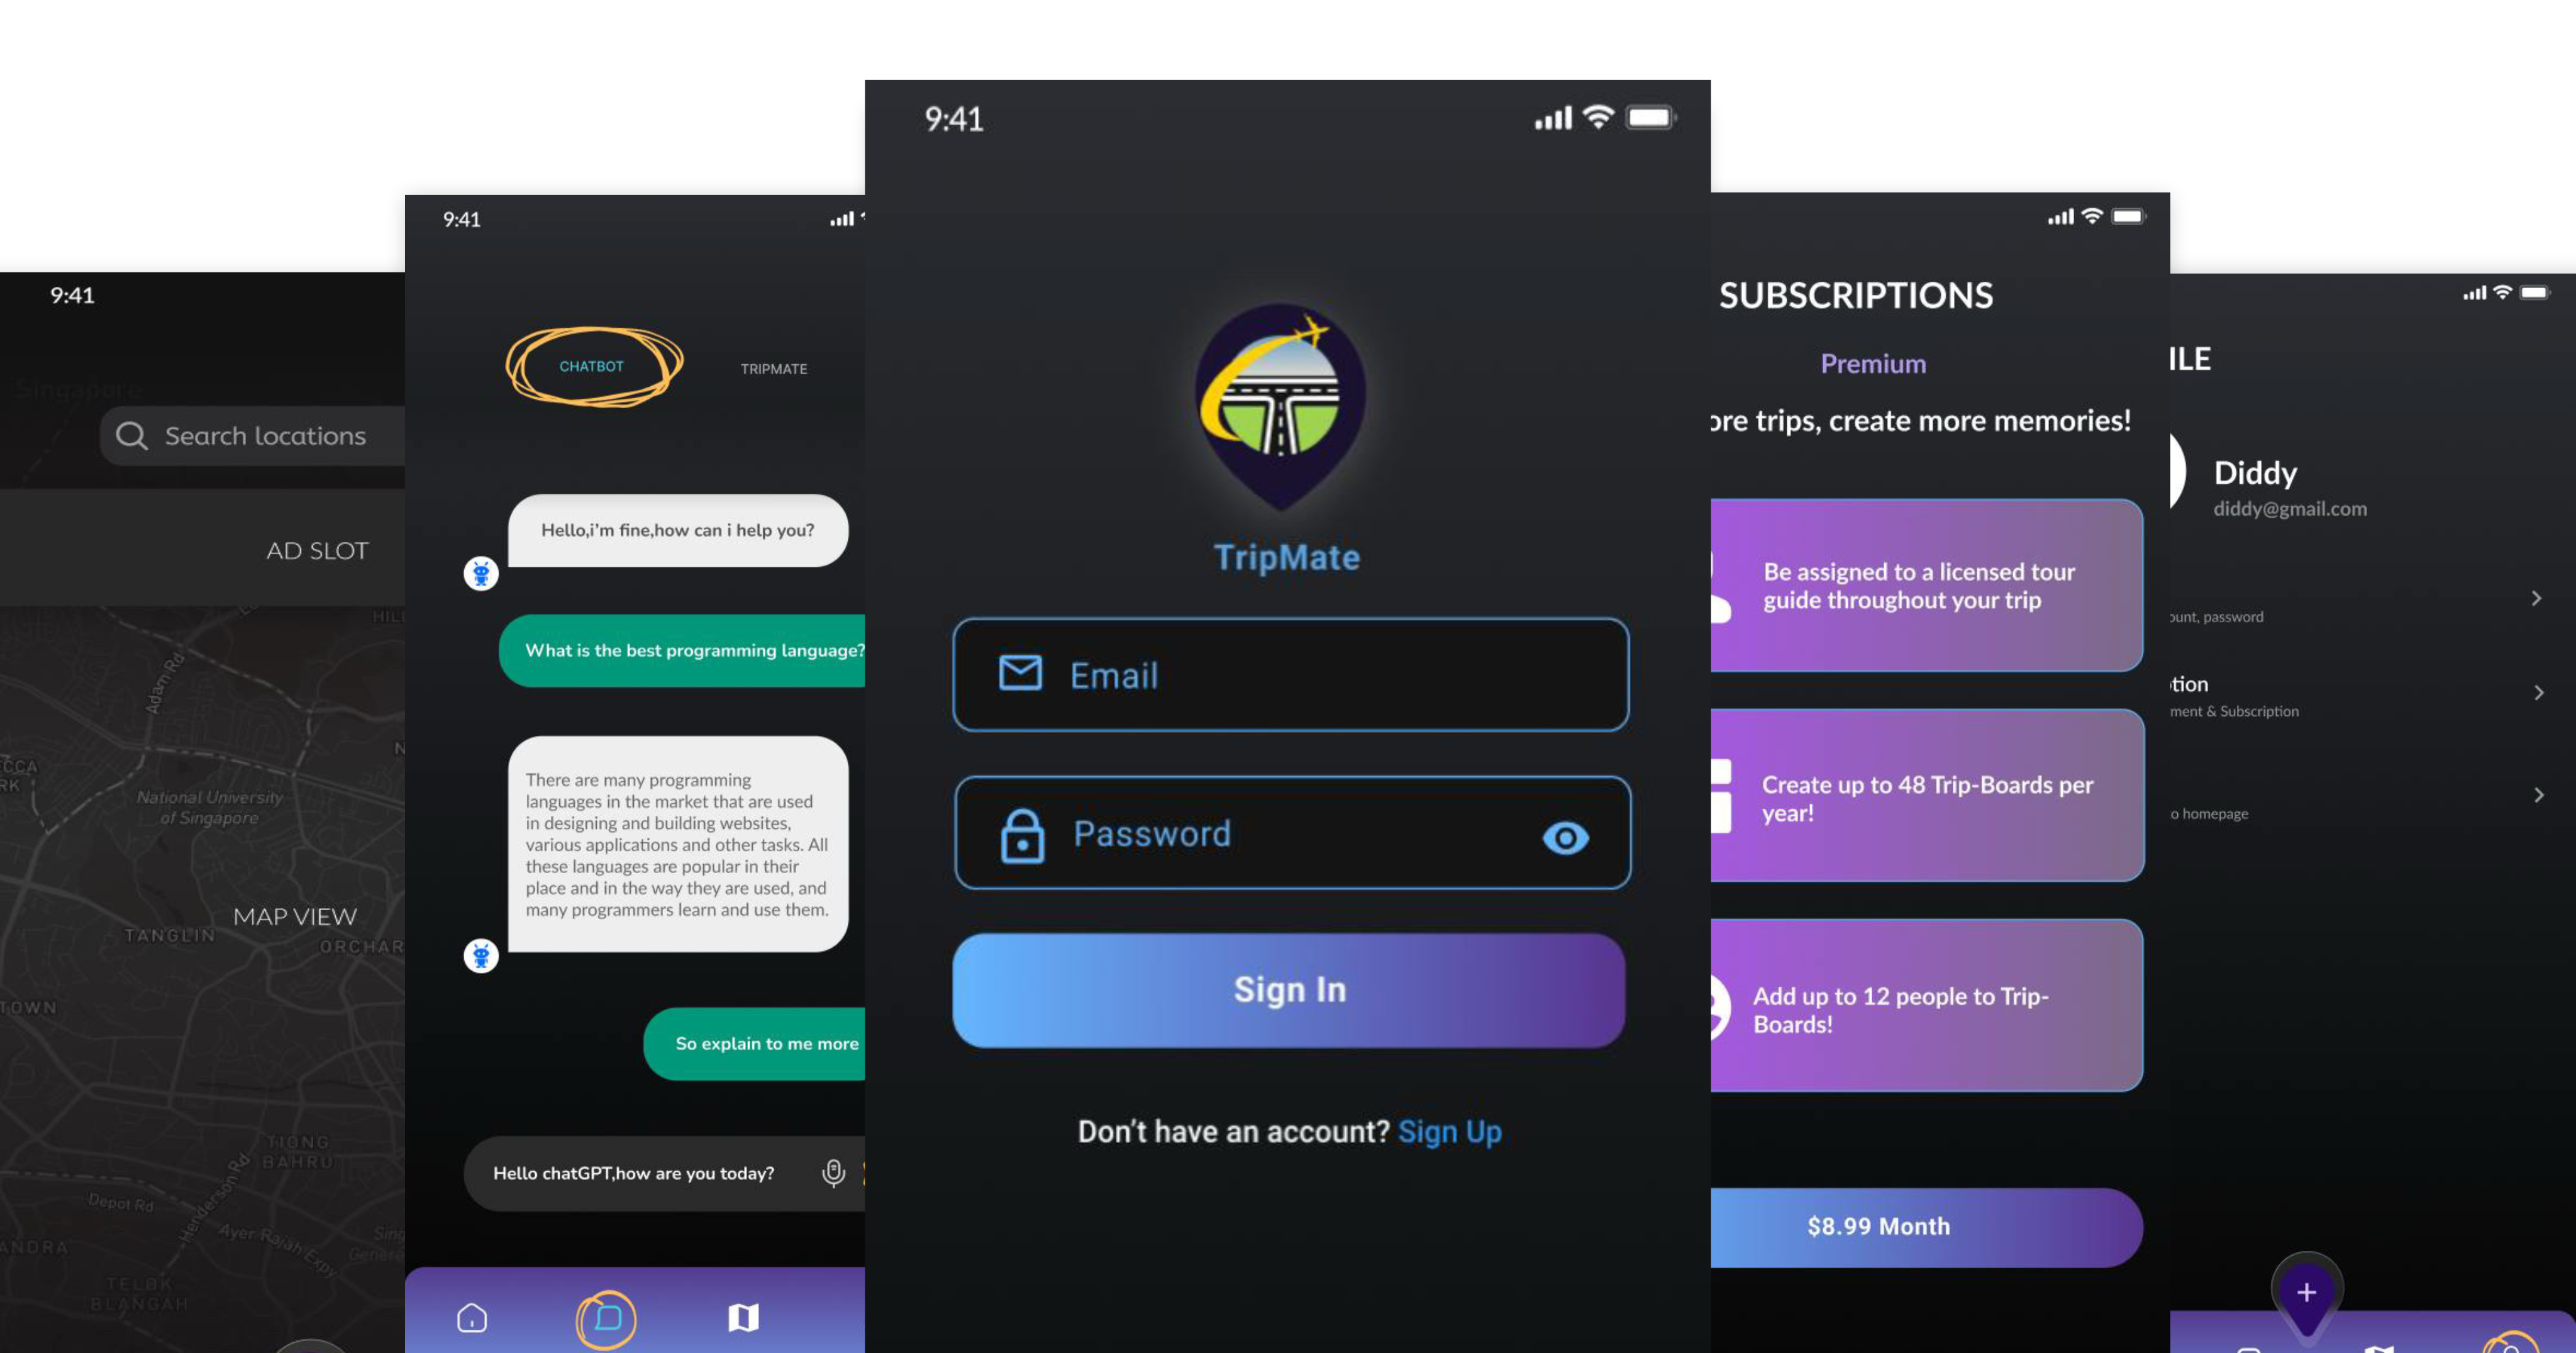 9:41
Singapore
Search locations
AD SLOT
HILL
Adam Rd
National University
of Singapore
MAP VIEW
TANGLIN
ORCHAR
TOWN
TIONG
BAHRU
Henderson Rd
Depot Rd
Ayer Rajah Expy
TELOK
BLANGAH
9:41
CHATBOT
TRIPMATE
Hello,i'm fine,how can i help you?
What is the best programming language?
There are many programming
languages in the market that are used
in designing and building websites,
various applications and other tasks. All
these languages are popular in their
place and in the way they are used, and
many programmers learn and use them.
So explain to me more
Hello chatGPT,how are you today?
9:41
TripMate
Email
Password
Sign In
Don't have an account? Sign Up
SUBSCRIPTIONS
Premium
ore trips, create more memories!
Be assigned to a licensed tour
guide throughout your trip
Create up to 48 Trip-Boards per
year!
Add up to 12 people to Trip-
Boards!
$8.99 Month
ILE
Diddy
diddy@gmail.com
ount, password
tion
ment & Subscription
o homepage